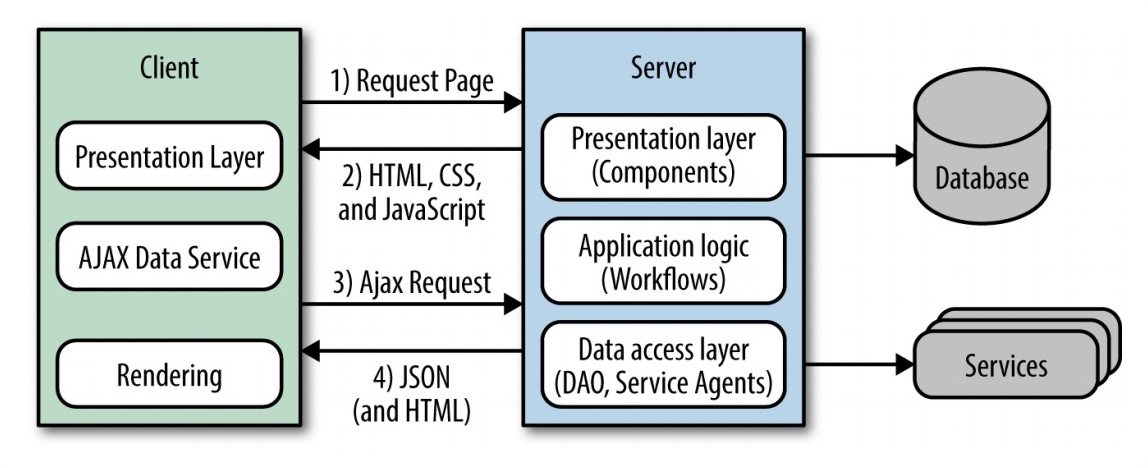 Client
Presentation Layer
AJAX Data Service
Rendering
1) Request Page
2) HTML, CSS,
and JavaScript
3) Ajax Request
4) JSON
(and HTML)
Server
Presentation layer
(Components)
Application logic
(Workflows)
Data access layer
(DAO, Service Agents)
Database
Services